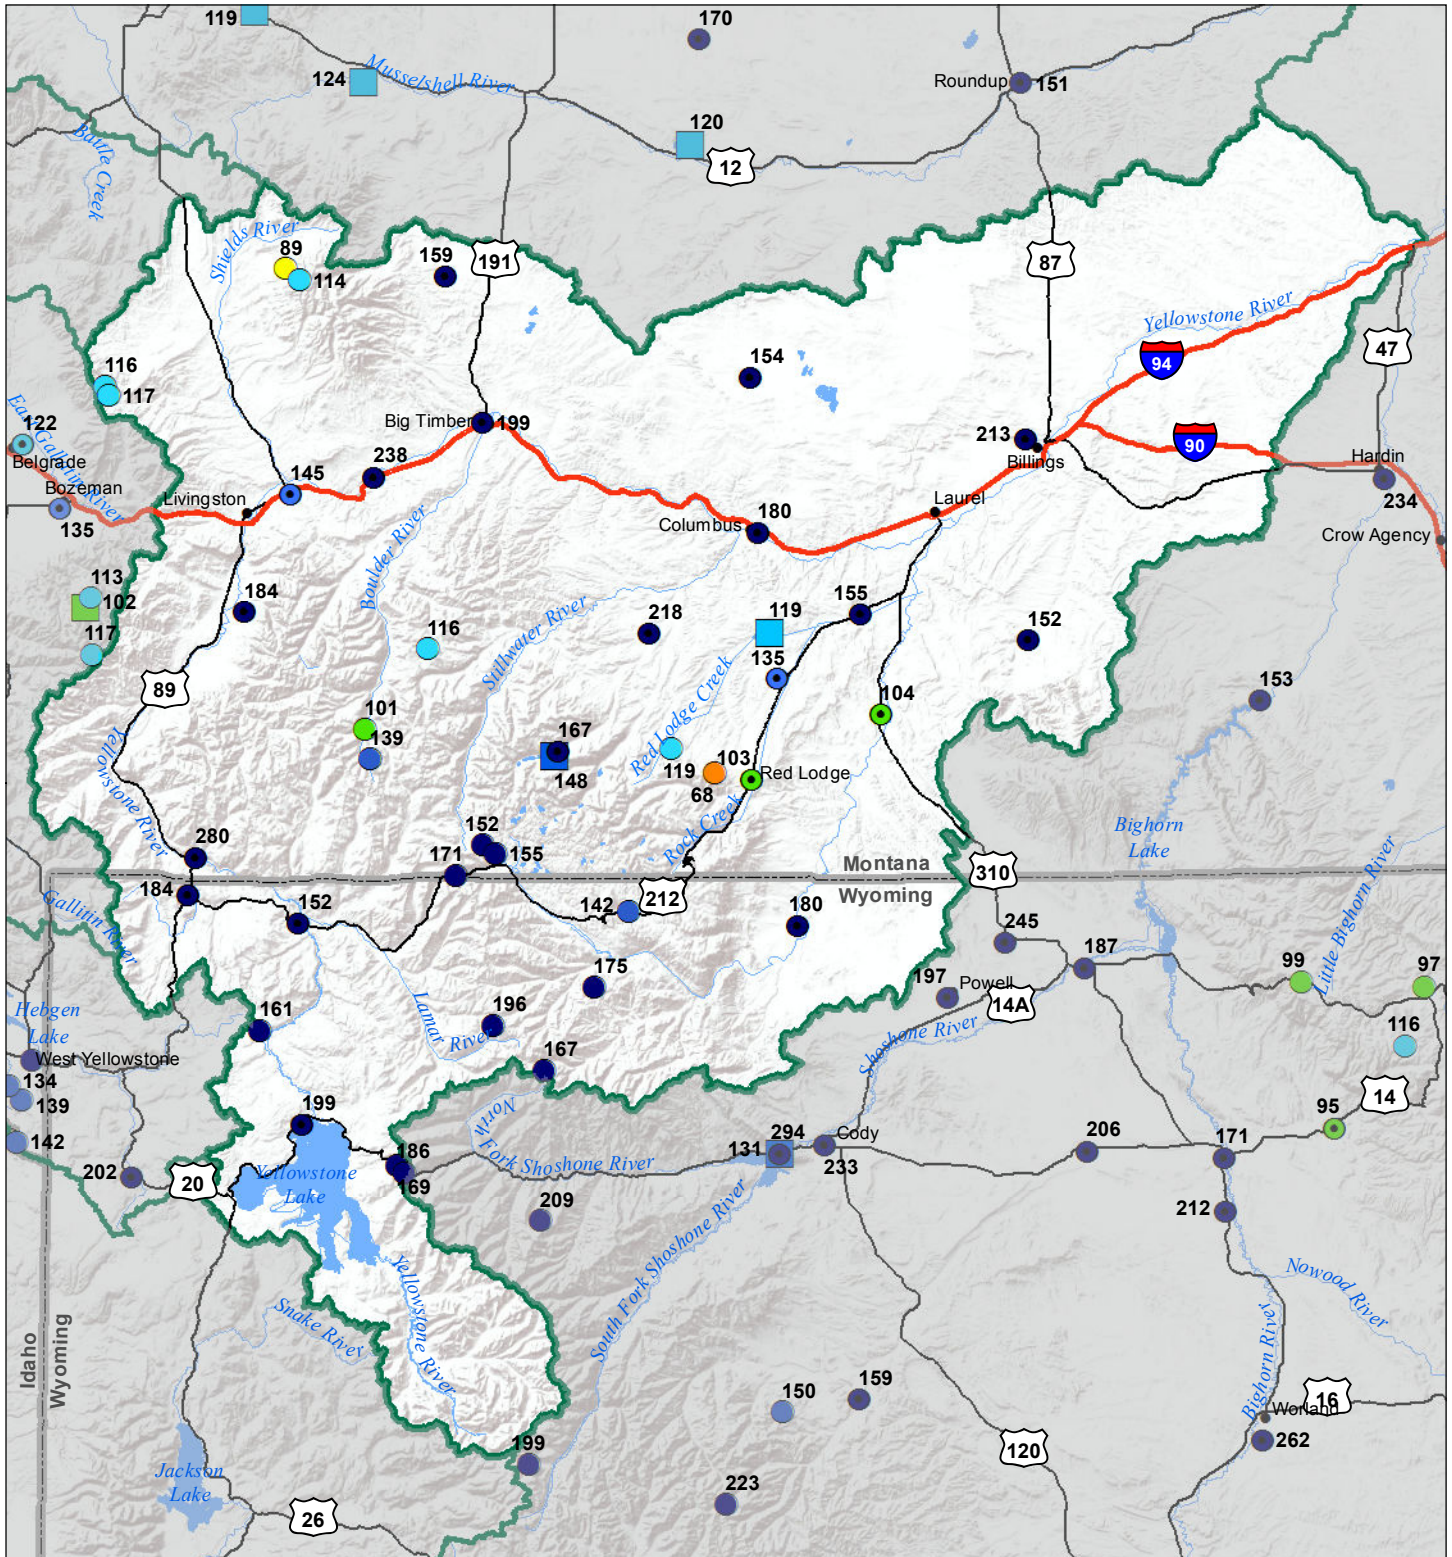 119
170
124
Musselshell River
Roundup
151
120
12
Battle Creek
Shields River
89
114
159
191
87
Yellowstone River
47
94
116
117
154
East Gallitin River
122
Belgrade
Big Timber
199
213
Billings
90
Hardin
234
238
145
Bozeman
135
Livingston
Laurel
Columbus
180
Crow Agency
113
102
117
184
Boulder River
116
Stillwater River
218
119
155
152
135
89
153
104
101
139
Red Lodge Creek
167
148
119
103
68
Red Lodge
Yellowstone River
Rock Creek
Bighorn
Lake
280
152
155
171
Montana
Wyoming
310
184
212
Little Bighorn River
Gallitin River
152
142
180
245
187
175
197
Powell
14A
99
97
Hebgen
Lake
161
Lamar River
196
Shoshone River
116
West Yellowstone
167
134
139
14
95
199
North Fork Shoshone River
294
131
Cody
233
206
171
142
186
169
202
20
Yellowstone
Lake
209
212
South Fork Shoshone River
Yellowstone River
Nowood River
Snake River
Idaho
Wyoming
Bighorn River
150
159
16
Worland
262
120
199
Jackson
Lake
223
26